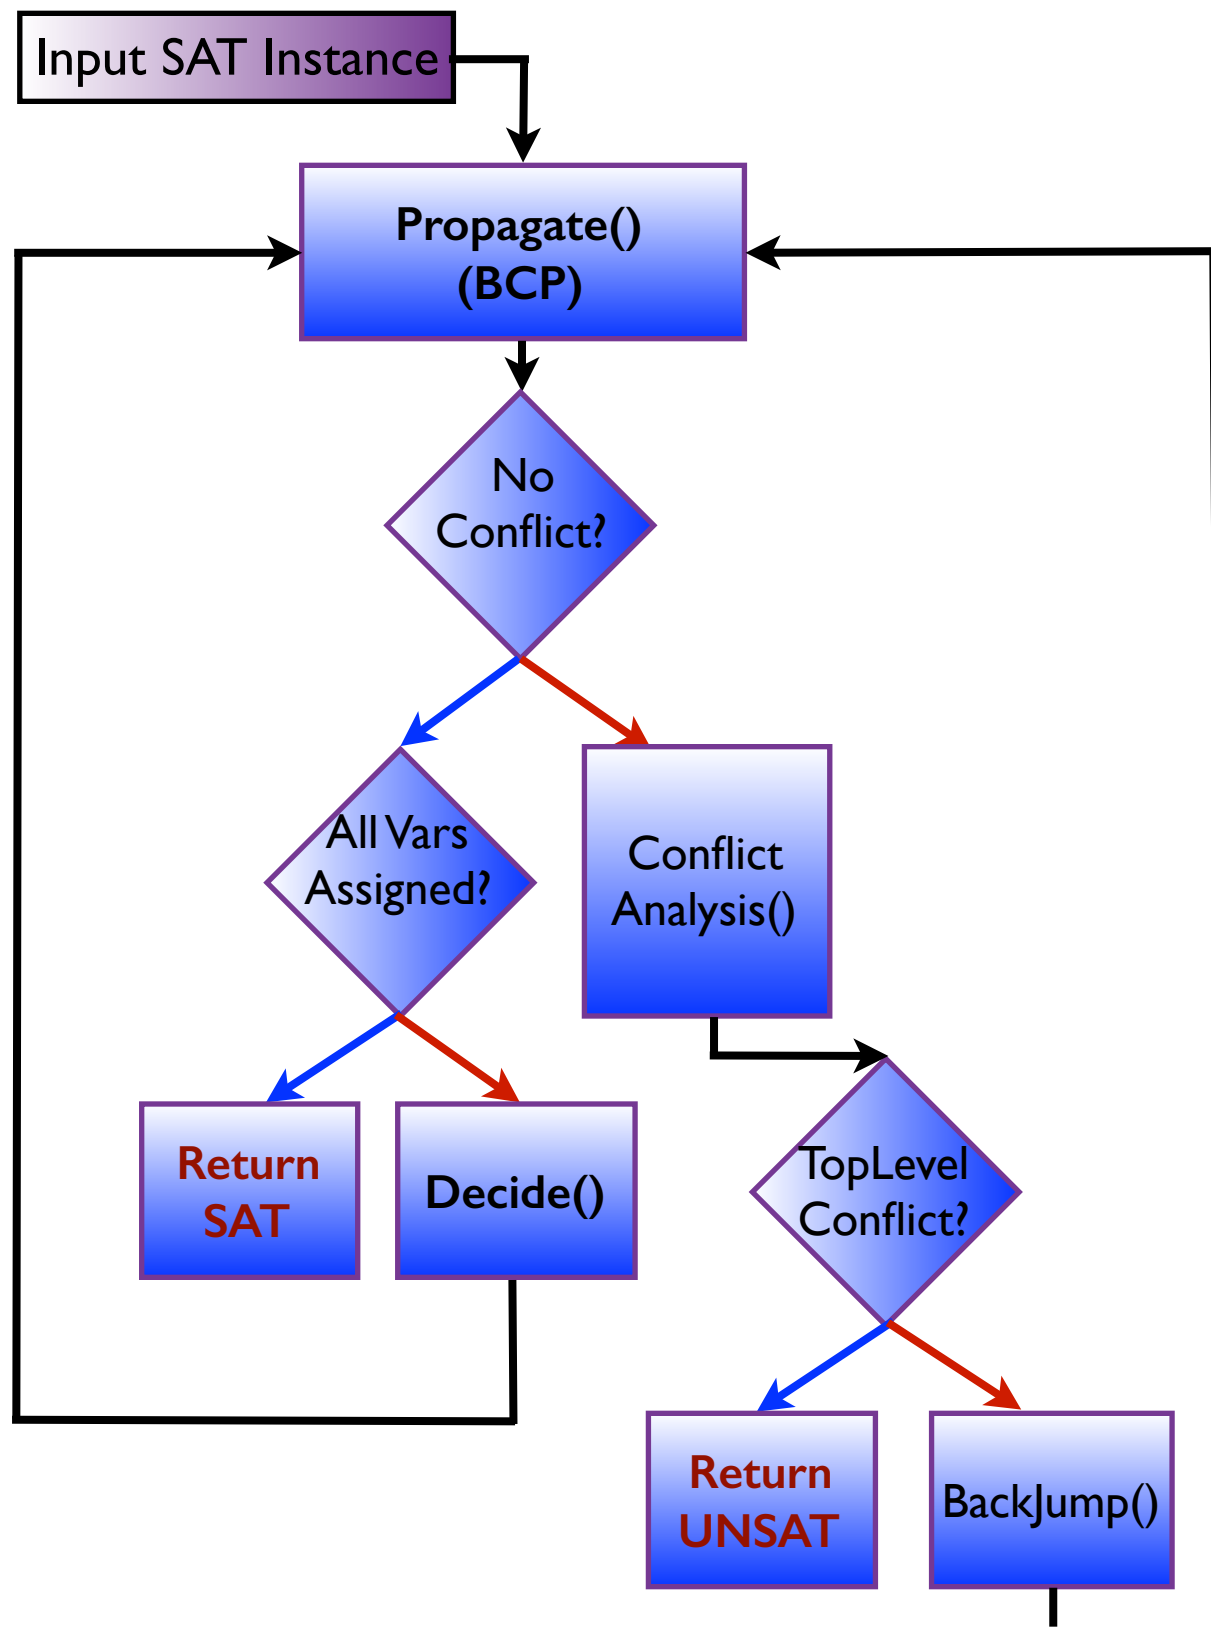 Input SAT Instance
Propagate()
(BCP)
No
Conflict?
All Vars
Assigned?
Conflict
Analysis()
Return
SAT
Decide()
TopLevel
Conflict?
Return
UNSAT
BackJump()